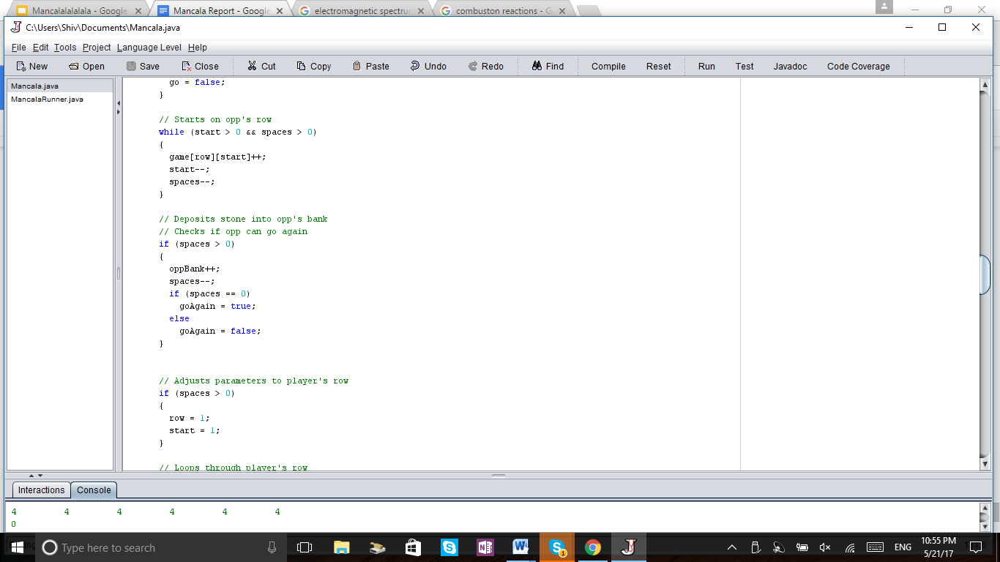 Mancalalalalala - Google
Mancala Report - Google
electromagnetic spectru
combuston reactions - G
C:\Users\Shiv\Documents\Mancala.java
File Edit Tools Project Language Level Help
New Open Save Close Cut Copy Paste Undo Redo Find Compile Reset Run Test Javadoc Code Coverage
Mancala.java
MancalaRunner.java
go = false;
}
// Starts on opp's row
while (start > 0 && spaces > 0)
{
game[row][start]++;
start--;
spaces--;
}
// Deposits stone into opp's bank
// Checks if opp can go again
if (spaces > 0)
{
oppBank++;
spaces--;
if (spaces == 0)
goAgain = true;
else
goAgain = false;
}
// Adjusts parameters to player's row
if (spaces > 0)
{
row = 1;
start = 1;
}
// Loops through player's row
Interactions Console
4 4 4 4 4 4
0
Type here to search
1
ENG
10:55 PM
5/21/17